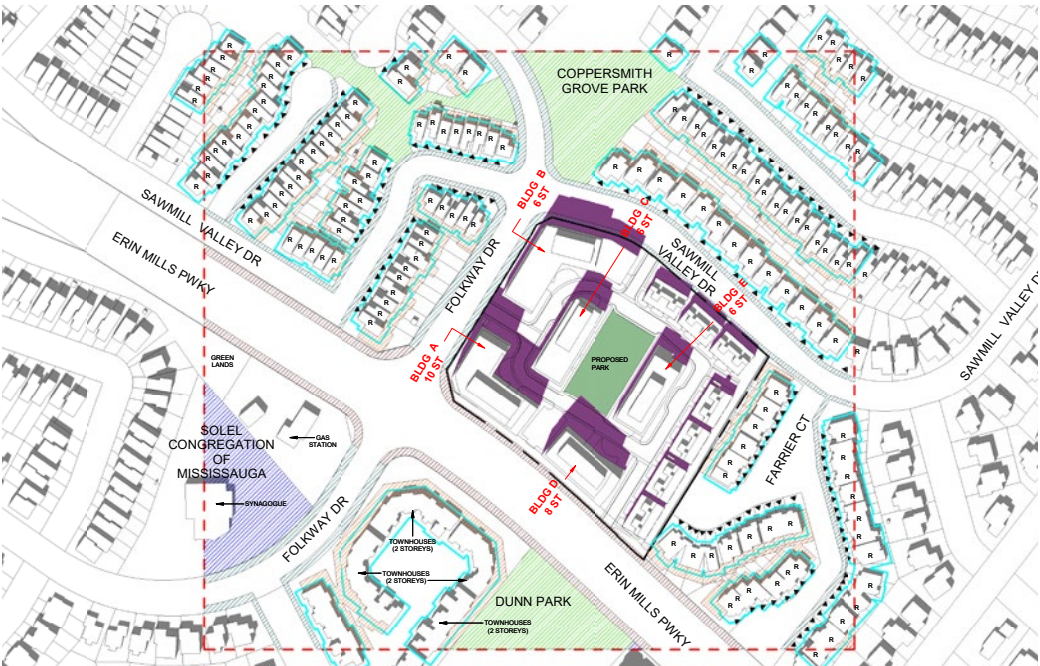 COPPERSMITH
GROVE PARK
BLDG B
6 ST
BLDG C
6 ST
SAWMILL VALLEY DR
ERIN MILLS PKWY
FOLKWAY DR
SAWMILL
VALLEY DR
BLDG E
6 ST
SAWMILL VALLEY D
BLDG A
10 ST
PROPOSED
PARK
GREEN
LANDS
SOLEL
CONGREGATION
OF
MISSISSAUGA
GAS
STATION
SYNAGOGUE
FOLKWAY DR
BLDG D
8 ST
FARRIER CT
TOWNHOUSES
(2 STOREYS)
TOWNHOUSES
(2 STOREYS)
DUNN PARK
TOWNHOUSES
(2 STOREYS)
ERIN MILLS PKWY